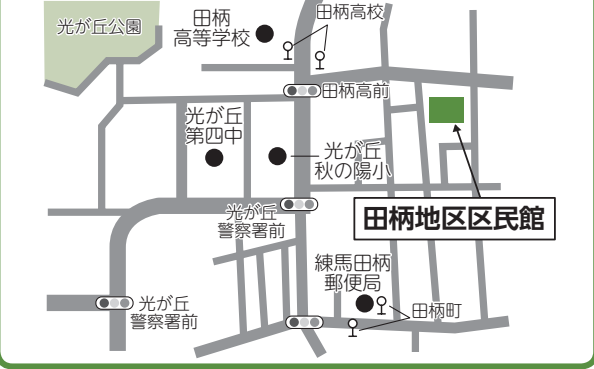 光が丘公園
田柄
高等学校
田柄高校
田柄高前
光が丘
第四中
光が丘
秋の陽小
光が丘
警察署前
田柄地区区民館
練馬田柄
郵便局
光が丘
警察署前
田柄町